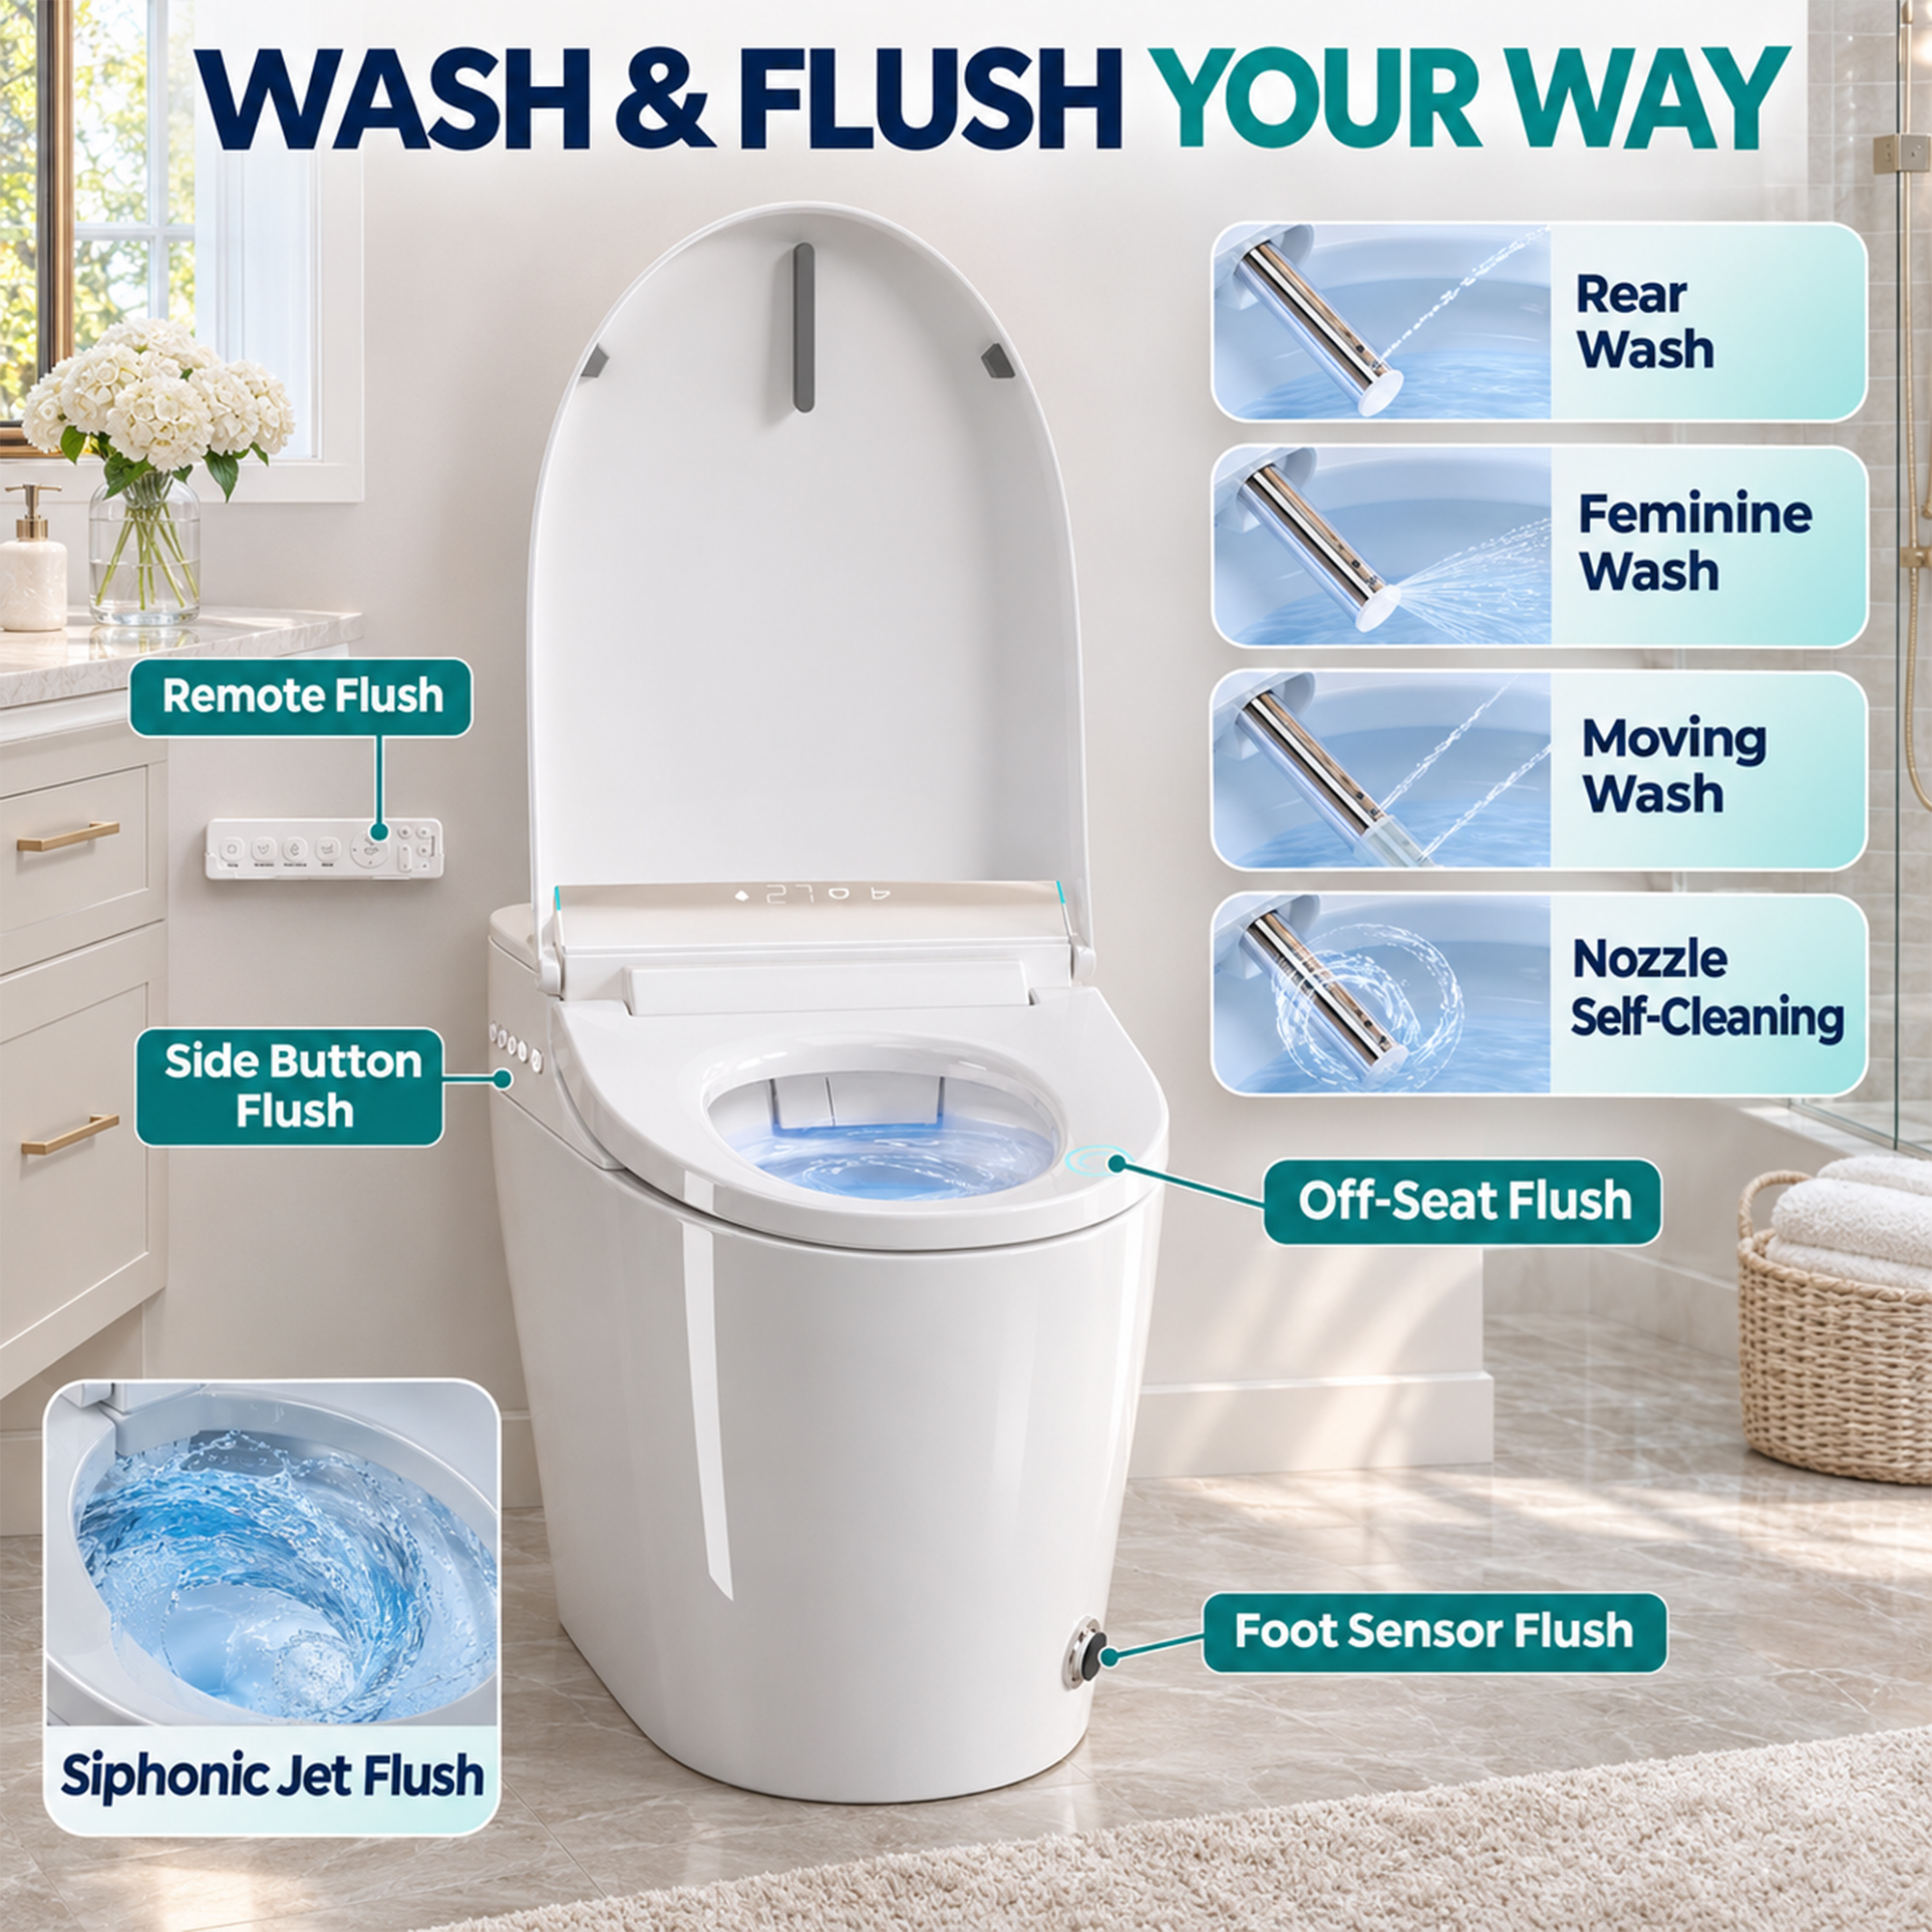 WASH & FLUSH YOUR WAY
Rear
Wash
Feminine
Wash
Remote Flush
Moving
Wash
Nozzle
Self-Cleaning
Side Button
Flush
Off-Seat Flush
Foot Sensor Flush
Siphonic Jet Flush